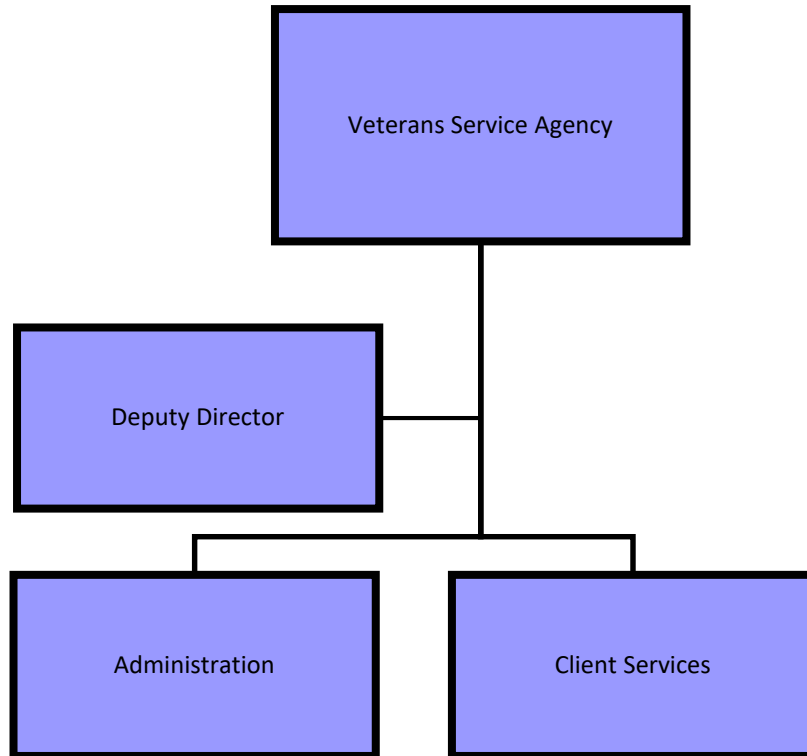 Veterans Service Agency
Deputy Director
Administration
Client Services